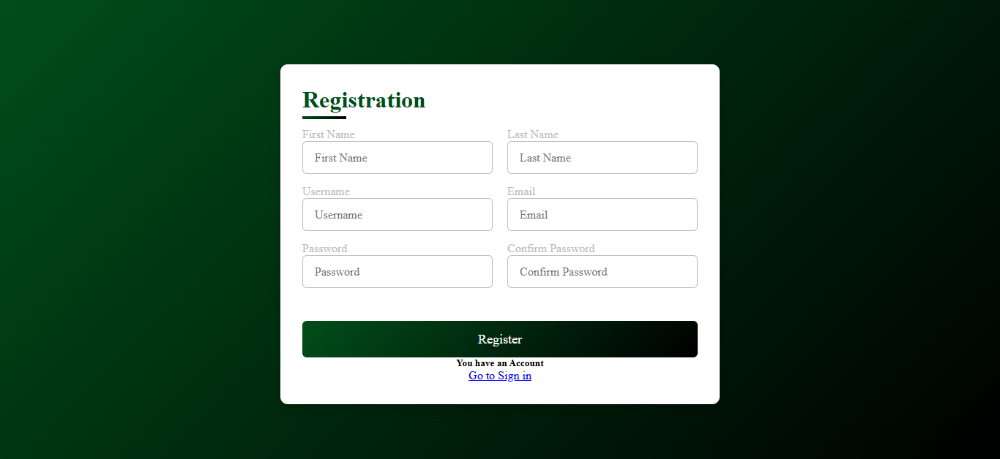 Registration
First Name Last Name
First Name Last Name
Username Email
Username Email
Password Confirm Password
Password Confirm Password
Register
You have an Account
Go to Sign in